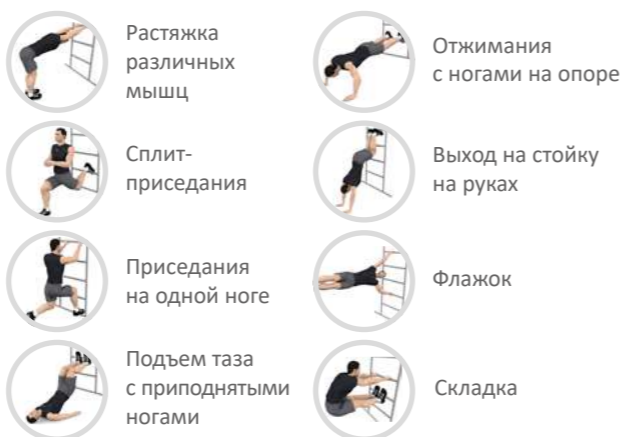 Растяжка
различных
мышц
Сплит-
приседания
Приседания
на одной ноге
Подъем таза
с приподнятыми
ногами
Отжимания
с ногами на опоре
Выход на стойку
на руках
Флажок
Складка